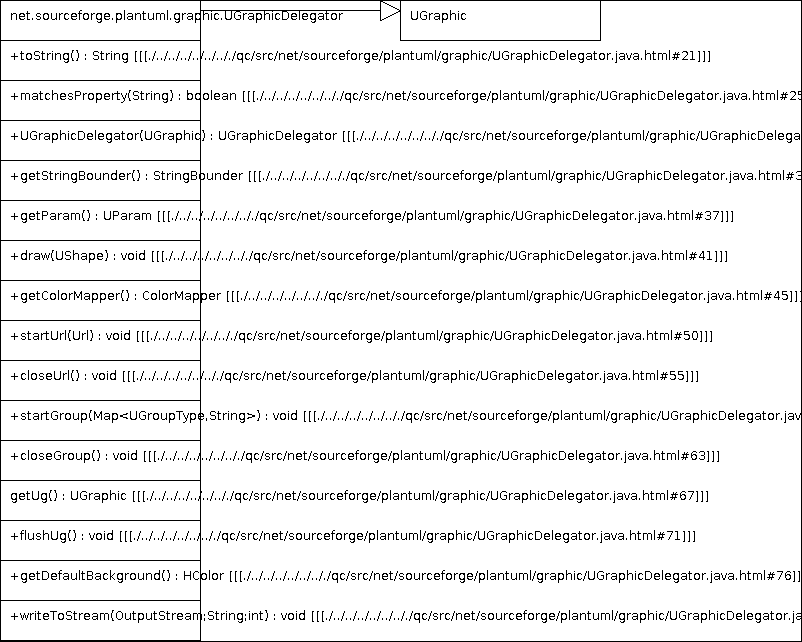 net.sourceforge.plantuml.graphic.UGraphicDelegator
UGraphic
+toString() : String [[[./../../../../../../qc/src/net/sourceforge/plantuml/graphic/UGraphicDelegator.java.html#21]]]
+matchesProperty(String) : boolean [[[./../../../../../../qc/src/net/sourceforge/plantuml/graphic/UGraphicDelegator.java.html#25
+UGraphicDelegator(UGraphic) : UGraphicDelegator [[[./../../../../../../qc/src/net/sourceforge/plantuml/graphic/UGraphicDelega
+getStringBounder() : StringBounder [[[./../../../../../../qc/src/net/sourceforge/plantuml/graphic/UGraphicDelegator.java.html#3
+getParam() : UParam [[[./../../../../../../qc/src/net/sourceforge/plantuml/graphic/UGraphicDelegator.java.html#37]]]
+draw(UShape) : void [[[./../../../../../../qc/src/net/sourceforge/plantuml/graphic/UGraphicDelegator.java.html#41]]]
+getColorMapper() : ColorMapper [[[./../../../../../../qc/src/net/sourceforge/plantuml/graphic/UGraphicDelegator.java.html#45]]]
+startUrl(Url) : void [[[./../../../../../../qc/src/net/sourceforge/plantuml/graphic/UGraphicDelegator.java.html#50]]]
+closeUrl() : void [[[./../../../../../../qc/src/net/sourceforge/plantuml/graphic/UGraphicDelegator.java.html#55]]]
+startGroup(Map<UGroupType,String>) : void [[[./../../../../../../qc/src/net/sourceforge/plantuml/graphic/UGraphicDelegator.jav
+closeGroup() : void [[[./../../../../../../qc/src/net/sourceforge/plantuml/graphic/UGraphicDelegator.java.html#63]]]
getUg() : UGraphic [[[./../../../../../../qc/src/net/sourceforge/plantuml/graphic/UGraphicDelegator.java.html#67]]]
+flushUg() : void [[[./../../../../../../qc/src/net/sourceforge/plantuml/graphic/UGraphicDelegator.java.html#71]]]
+getDefaultBackground() : HColor [[[./../../../../../../qc/src/net/sourceforge/plantuml/graphic/UGraphicDelegator.java.html#76]]
+writeToStream(OutputStream;String;int) : void [[[./../../../../../../qc/src/net/sourceforge/plantuml/graphic/UGraphicDelegator.ja